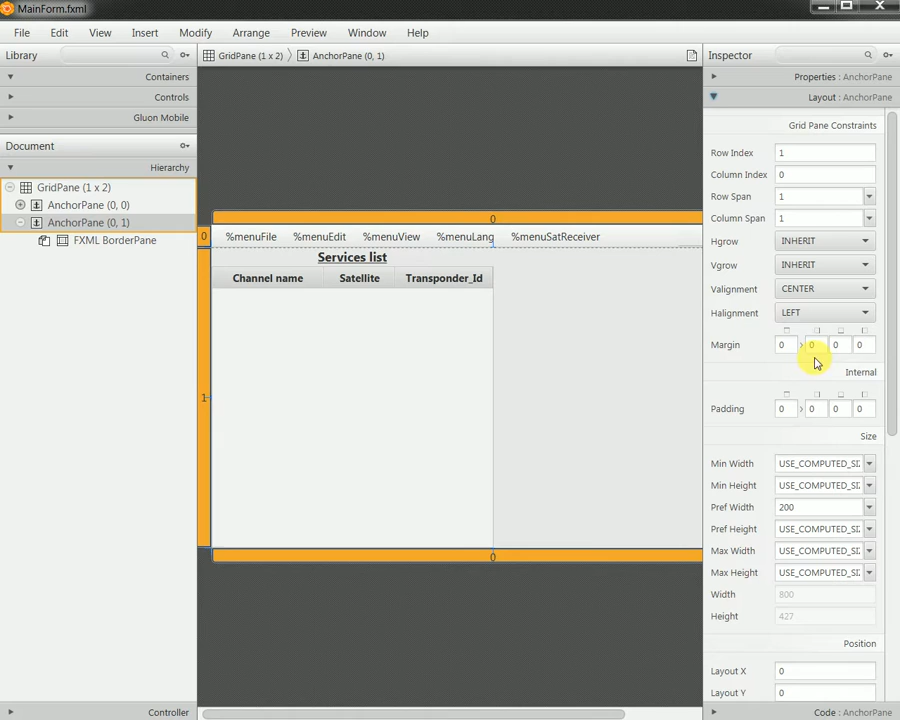 MainForm.fxml
File Edit View Insert Modify Arrange Preview Window Help
Library
Containers
Controls
Gluon Mobile
Document
Hierarchy
GridPane (1 x 2)
AnchorPane (0, 0)
AnchorPane (0, 1)
FXML BorderPane
Controller
GridPane (1 x 2) AnchorPane (0, 1)
0
0 %menuFile %menuEdit %menuView %menuLang %menuSatReceiver
Services list
Channel name Satellite Transponder_Id
1
0
Inspector
Properties : AnchorPane
Layout : AnchorPane
Grid Pane Constraints
Row Index 1
Column Index 0
Row Span 1
Column Span 1
Hgrow INHERIT
Vgrow INHERIT
Valignment CENTER
Halignment LEFT
Margin 0 0 0 0
Internal
Padding 0 0 0 0
Size
Min Width USE_COMPUTED_SI
Min Height USE_COMPUTED_SI
Pref Width 200
Pref Height USE_COMPUTED_SI
Max Width USE_COMPUTED_SI
Max Height USE_COMPUTED_SI
Width 800
Height 427
Position
Layout X 0
Layout Y 0
Code : AnchorPane